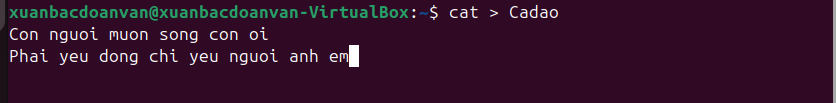 xuanbacdoanvan@xuanbacdoanvan-VirtualBox:~$ cat > Cadao
Con nguoi muon song con oi
Phai yeu dong chi yeu nguoi anh em